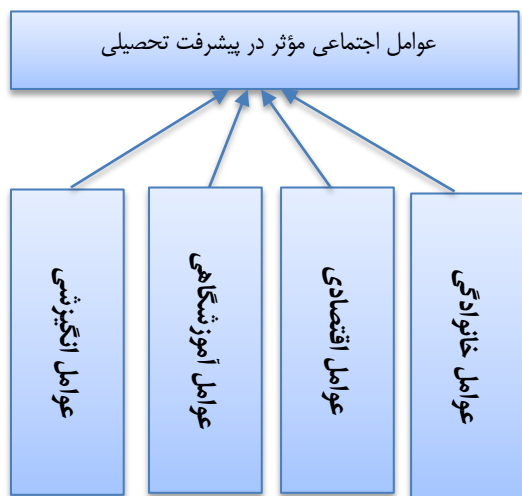 عوامل اجتماعی مؤثر در پیشرفت تحصیلی
عوامل خانوادگی
عوامل اقتصادی
عوامل آموزشگاهی
عوامل انگیزشی